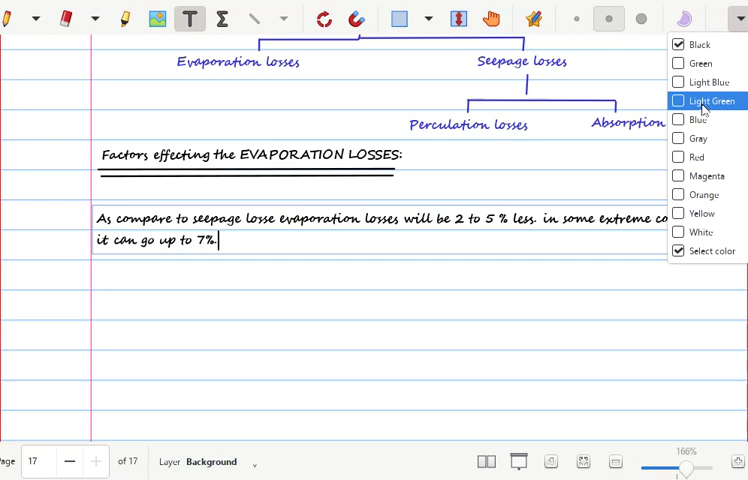 Evaporation losses
Seepage losses
Perculation losses
Absorption
Factors effecting the EVAPORATION LOSSES:
As compare to seepage losse evaporation losses will be 2 to 5 % less. in some extreme co
it can go up to 7%.
Black
Green
Light Blue
Light Green
Blue
Gray
Red
Magenta
Orange
Yellow
White
Select color
Page 17 of 17 Layer Background
166%